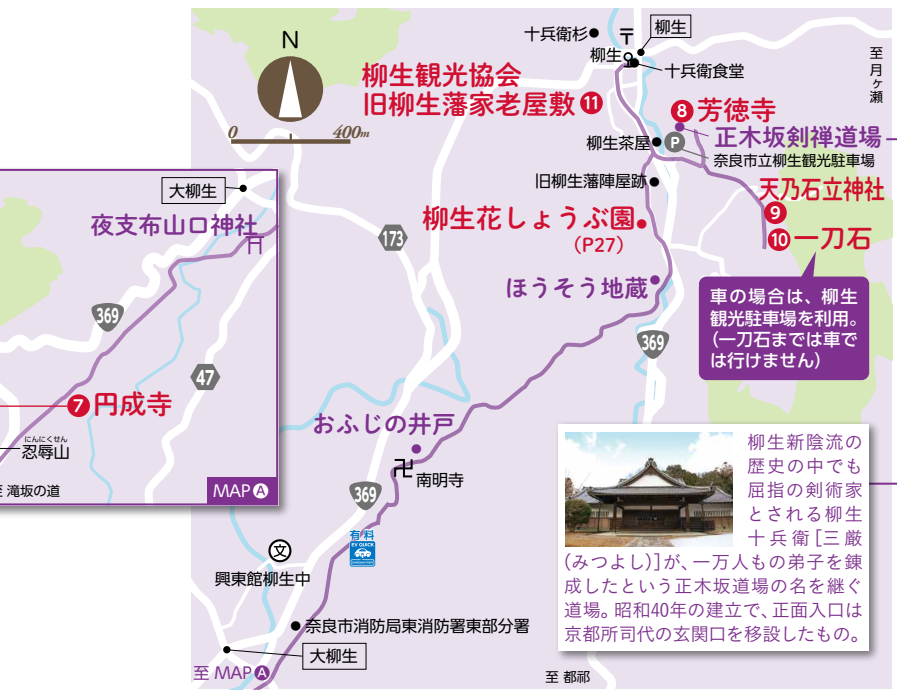 N
0 400m
十兵衛杉
〒
柳生
柳生
十兵衛食堂
至 月ヶ瀬
柳生観光協会
旧柳生藩家老屋敷 11
8 芳徳寺
正木坂剣禅道場
柳生茶屋
P
奈良市立柳生観光駐車場
旧柳生藩陣屋跡
天乃石立神社
9
10 一刀石
柳生花しょうぶ園
(P27)
ほうそう地蔵
車の場合は、柳生
観光駐車場を利用。
(一刀石までは車で
は行けません)
173
369
大柳生
夜支布山口神社
369
47
7 円成寺
にんにくせん
忍辱山
至 滝坂の道
MAP A
おふじの井戸
卍
南明寺
369
有料
EV QUICK
文
興東館柳生中
奈良市消防局東消防署東部分署
大柳生
至 MAP A
至 都祁
柳生新陰流の
歴史の中でも
屈指の剣術家
とされる柳生
十兵衛[三厳
(みつよし)]が、一万人もの弟子を錬
成したという正木坂道場の名を継ぐ
道場。昭和40年の建立で、正面入口は
京都所司代の玄関口を移設したもの。